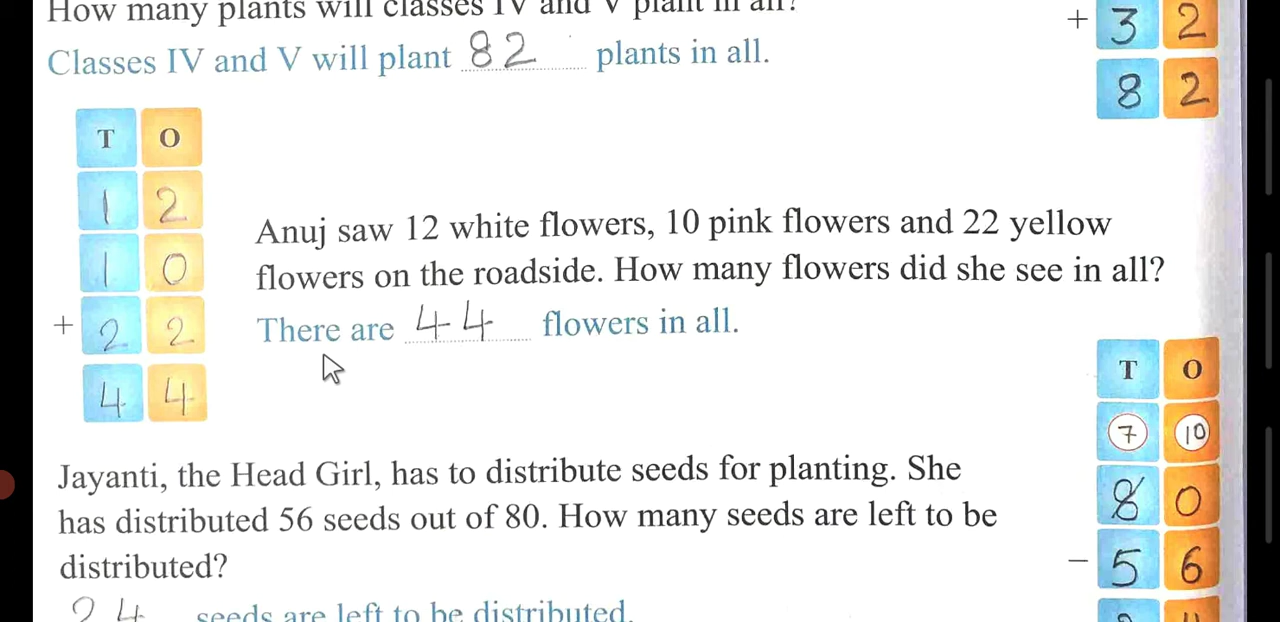 How many plants will classes IV and V plant in all?
Classes IV and V will plant 82 plants in all.
+ 3 2
8 2
T O
1 2
1 0
+ 2 2
4 4
Anuj saw 12 white flowers, 10 pink flowers and 22 yellow
flowers on the roadside. How many flowers did she see in all?
There are 44 flowers in all.
T O
7 10
8 0
- 5 6
2 4
Jayanti, the Head Girl, has to distribute seeds for planting. She
has distributed 56 seeds out of 80. How many seeds are left to be
distributed?
24 seeds are left to be distributed.